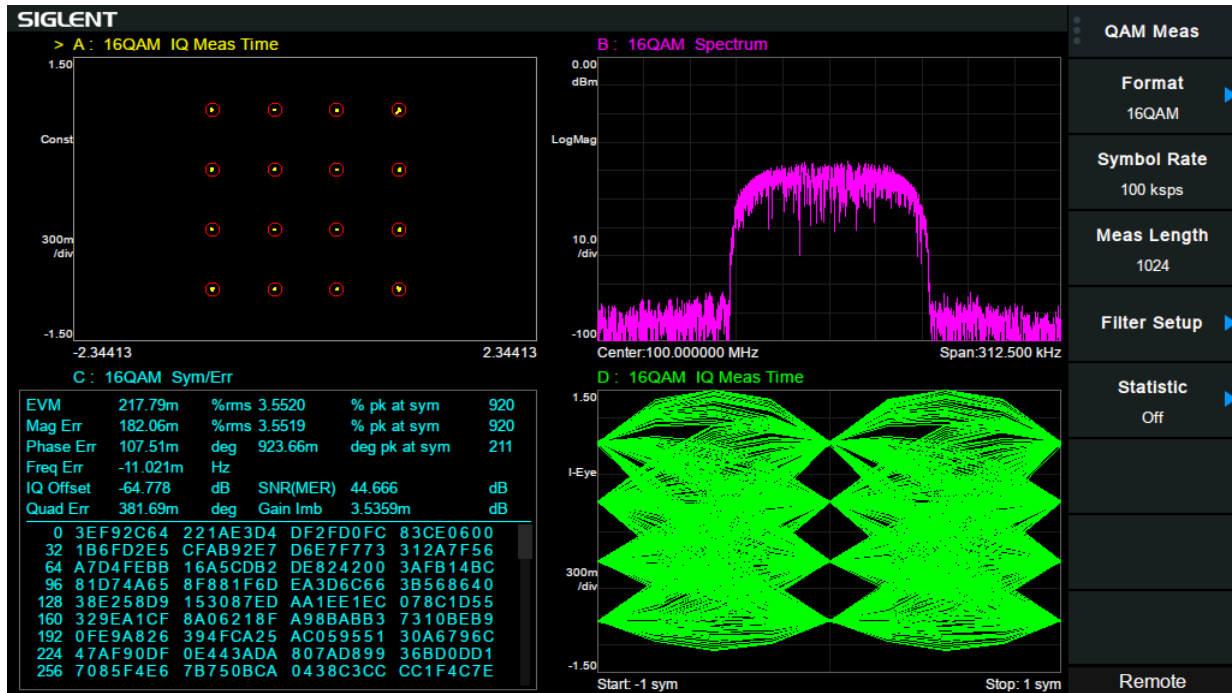 SIGLENT
> A : 16QAM IQ Meas Time
1.50
Const
300m
/div
-1.50
-2.34413 2.34413
B : 16QAM Spectrum
0.00
dBm
LogMag
10.0
/div
-100
Center:100.000000 MHz Span:312.500 kHz
C : 16QAM Sym/Err
EVM 217.79m %rms 3.5520 % pk at sym 920
Mag Err 182.06m %rms 3.5519 % pk at sym 920
Phase Err 107.51m deg 923.66m deg pk at sym 211
Freq Err -11.021m Hz
IQ Offset -64.778 dB SNR(MER) 44.666 dB
Quad Err 381.69m deg Gain Imb 3.5359m dB
0 3EF92C64 221AE3D4 DF2FD0FC 83CE0600
32 1B6FD2E5 CFAB92E7 D6E7F773 312A7F56
64 A7D4FEBB 16A5CDB2 DE824200 3AFB14BC
96 81D74A65 8F881F6D EA3D6C66 3B568640
128 38E258D9 153087ED AA1EE1EC 078C1D55
160 329EA1CF 8A06218F A98BABB3 7310BEB9
192 0FE9A826 394FCA25 AC059551 30A6796C
224 47AF90DF 0E443ADA 807AD899 36BD0DD1
256 7085F4E6 7B750BCA 0438C3CC CC1F4C7E
D : 16QAM IQ Meas Time
1.50
I-Eye
300m
/div
-1.50
Start: -1 sym Stop: 1 sym
QAM Meas
Format
16QAM
Symbol Rate
100 ksps
Meas Length
1024
Filter Setup
Statistic
Off
Remote